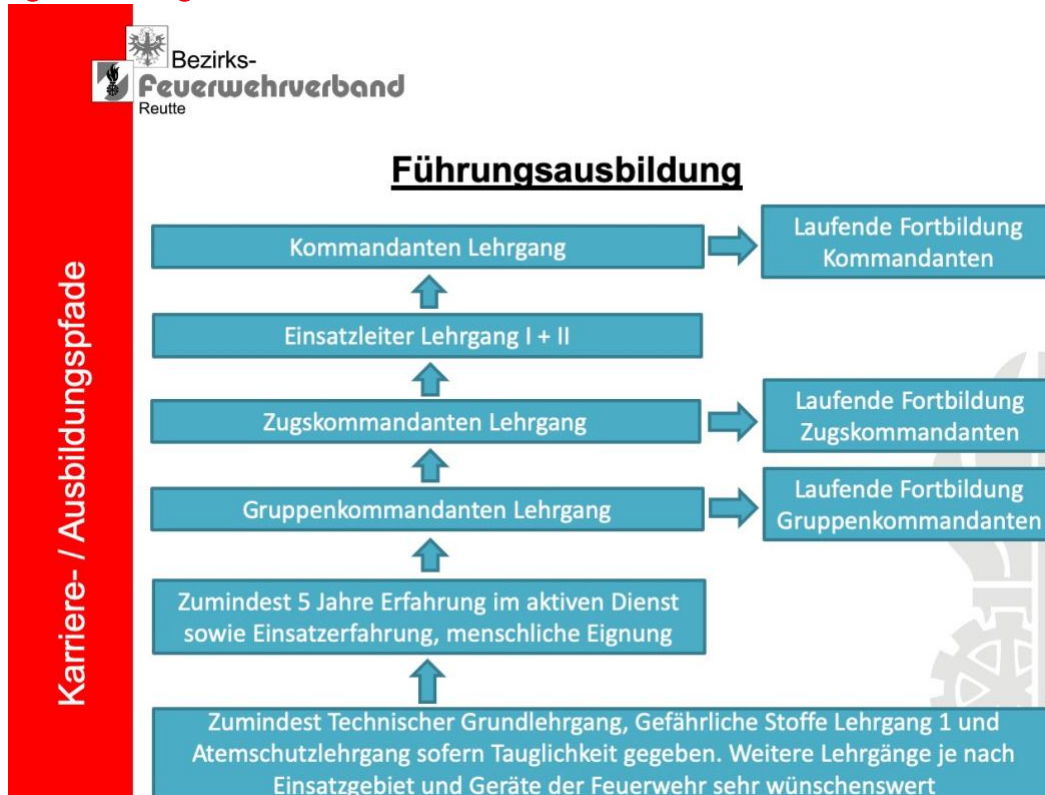 Bezirks-
Feuerwehrverband
Reutte
Karriere- / Ausbildungspfade
Führungsausbildung
Kommandanten Lehrgang
Laufende Fortbildung
Kommandanten
Einsatzleiter Lehrgang I + II
Zugskommandanten Lehrgang
Laufende Fortbildung
Zugskommandanten
Gruppenkommandanten Lehrgang
Laufende Fortbildung
Gruppenkommandanten
Zumindest 5 Jahre Erfahrung im aktiven Dienst
sowie Einsatzerfahrung, menschliche Eignung
Zumindest Technischer Grundlehrgang, Gefährliche Stoffe Lehrgang 1 und
Atemschutzlehrgang sofern Tauglichkeit gegeben. Weitere Lehrgänge je nach
Einsatzgebiet und Geräte der Feuerwehr sehr wünschenswert